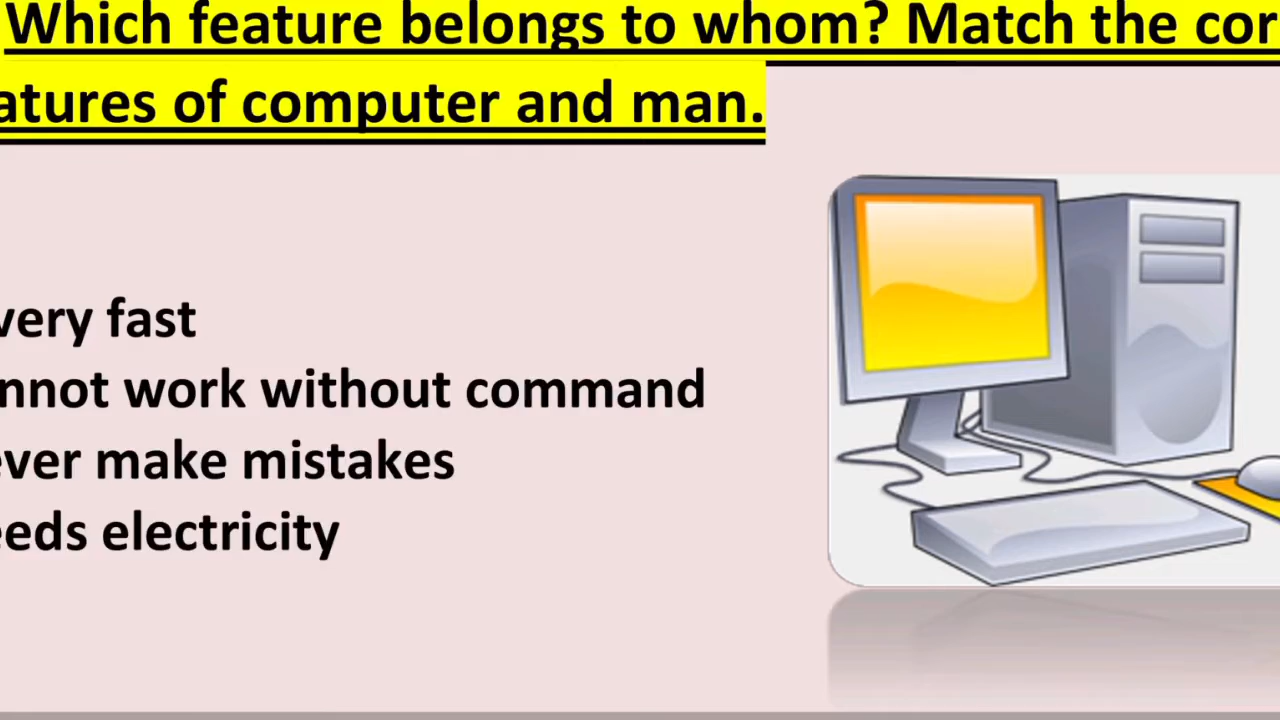 Which feature belongs to whom? Match the cor
atures of computer and man.
very fast
nnot work without command
ever make mistakes
eeds electricity